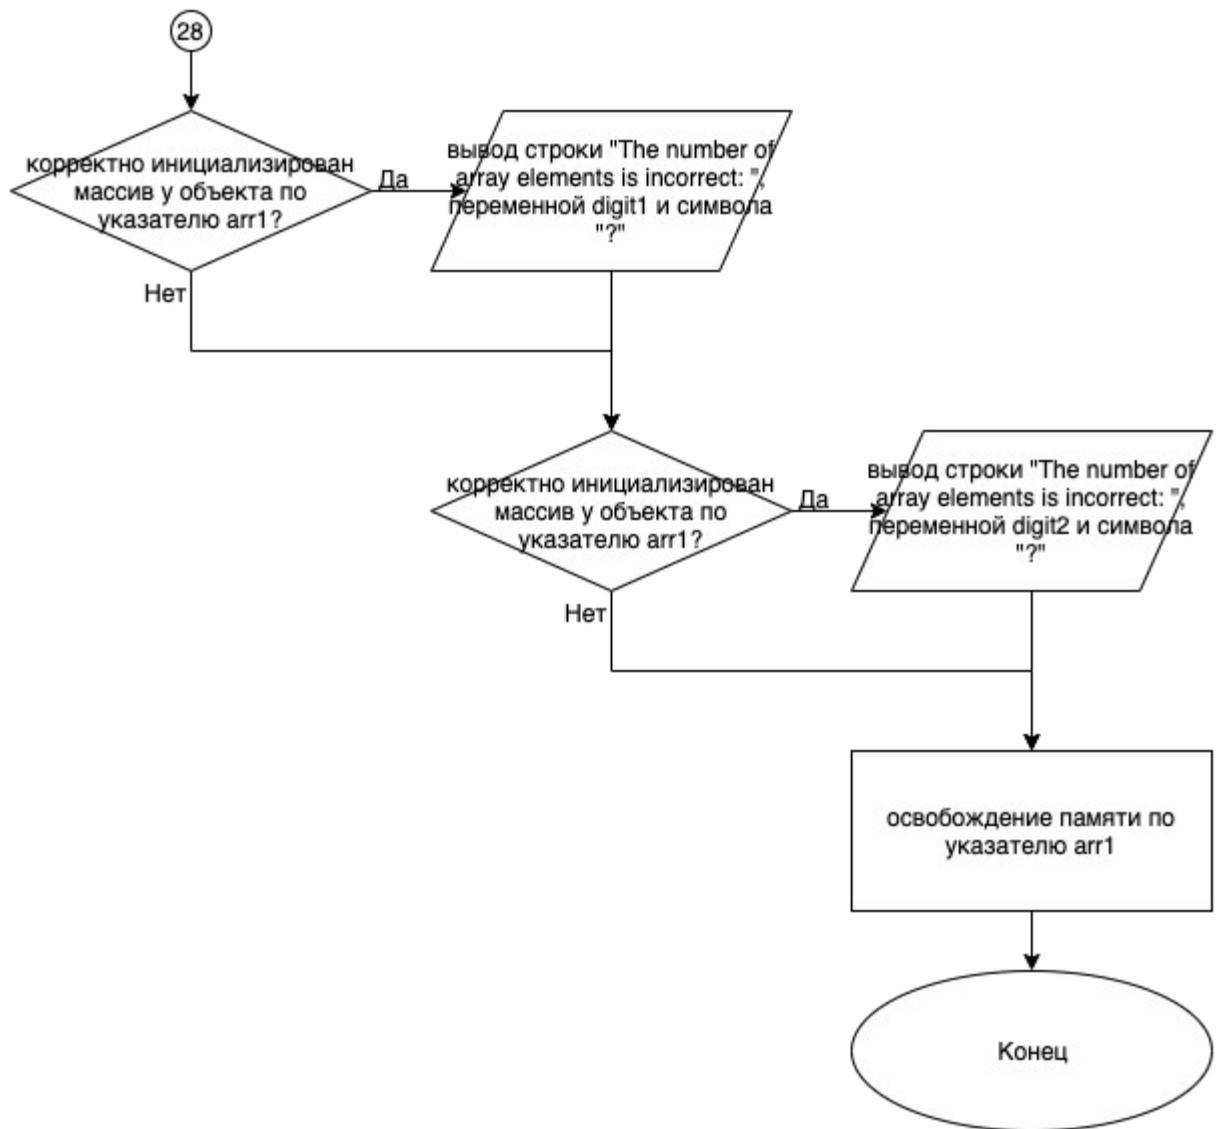 28
корректно инициализирован
массив у объекта по
указателю arr1?
Да
вывод строки "The number of
array elements is incorrect: ",
переменной digit1 и символа
"?"
Нет
корректно инициализирован
массив у объекта по
указателю arr1?
Да
вывод строки "The number of
array elements is incorrect: ",
переменной digit2 и символа
"?"
Нет
освобождение памяти по
указателю arr1
Конец